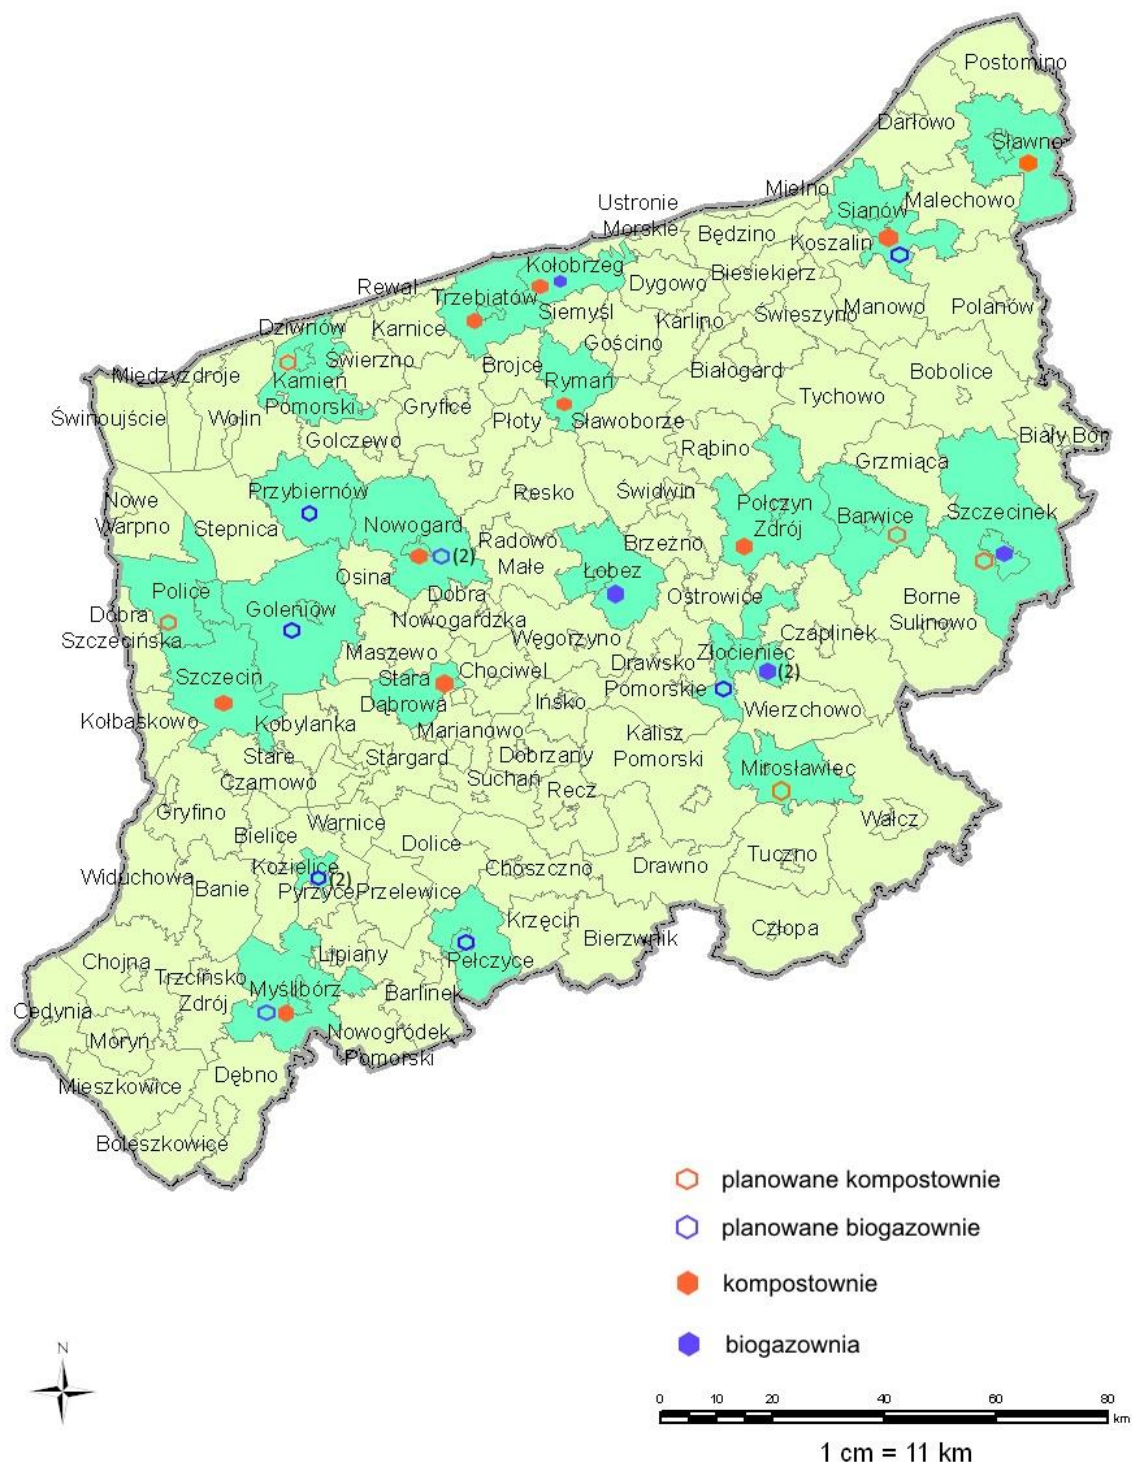 Postomino
Darłowo
Sławno
Mielno
Malechowo
Ustronie
Morskie
Sianów
Będzino
Koszalin
Kołobrzeg
Biesiekierz
Dygowo
Rewal
Trzebiatów
Siemyśl
Manowo
Polanów
Świeszyno
Karlino
Dziwnów
Karnice
Gościno
Świerzno
Brojce
Białogard
Bobolice
Międzyzdroje
Kamień
Pomorski
Rymań
Tychowo
Świnoujście
Wolin
Gryfice
Płoty
Sławoborze
Biały Bór
Golczewo
Rąbino
Grzmiąca
Przybiernów
Resko
Świdwin
Nowe
Warpno
Stepnica
Nowogard
Połczyn
Zdrój
Barwice
Szczecinek
Radowo
Małe
Brzeżno
(2)
Osina
Łobez
Police
Dobra
Nowogardzka
Ostrowice
Borne
Sulinowo
Goleniów
Dobra
Szczecińska
Węgorzyno
Czaplinek
Maszewo
Chociwel
Drawsko
Pomorskie
Złocieniec
(2)
Szczecin
Stara
Dąbrowa
Ińsko
Wierzchowo
Kołbaskowo
Kobylanka
Marianowo
Kalisz
Pomorski
Stare
Czarnowo
Stargard
Dobrzany
Suchań
Recz
Mirosławiec
Gryfino
Warnice
Wałcz
Bielice
Dolice
Tuczno
Kozielice
Choszczno
Drawno
Widuchowa
Banie
Pyrzyce
(2)
Przelewice
Krzęcin
Bierzwnik
Człopa
Chojna
Lipiany
Pełczyce
Trzcińsko
Zdrój
Myślibórz
Barlinek
Cedynia
Moryń
Nowogródek
Pomorski
Mieszkowice
Dębno
Boleszkowice
planowane kompostownie
planowane biogazownie
kompostownie
biogazownia
N
0 10 20 40 60 80
km
1 cm = 11 km